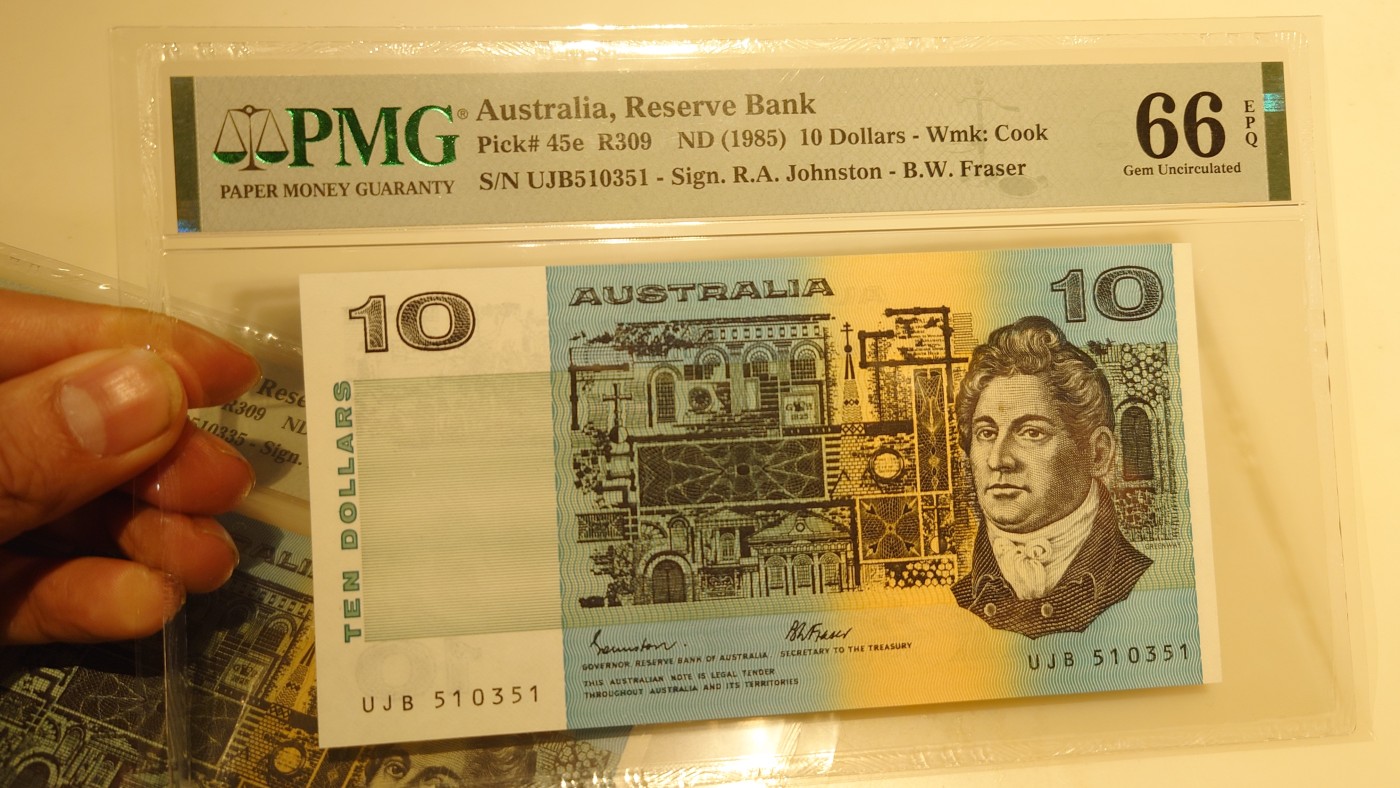 PMG®
PAPER MONEY GUARANTY
Australia, Reserve Bank
Pick# 45e R309 ND (1985) 10 Dollars - Wmk: Cook
S/N UJB510351 - Sign. R.A. Johnston - B.W. Fraser
66
EPQ
Gem Uncirculated
10
AUSTRALIA
10
TEN DOLLARS
GOVERNOR, RESERVE BANK OF AUSTRALIA
SECRETARY TO THE TREASURY
THIS AUSTRALIAN NOTE IS LEGAL TENDER
THROUGHOUT AUSTRALIA AND ITS TERRITORIES
UJB 510351
UJB 510351
R309
510335 - Sign.